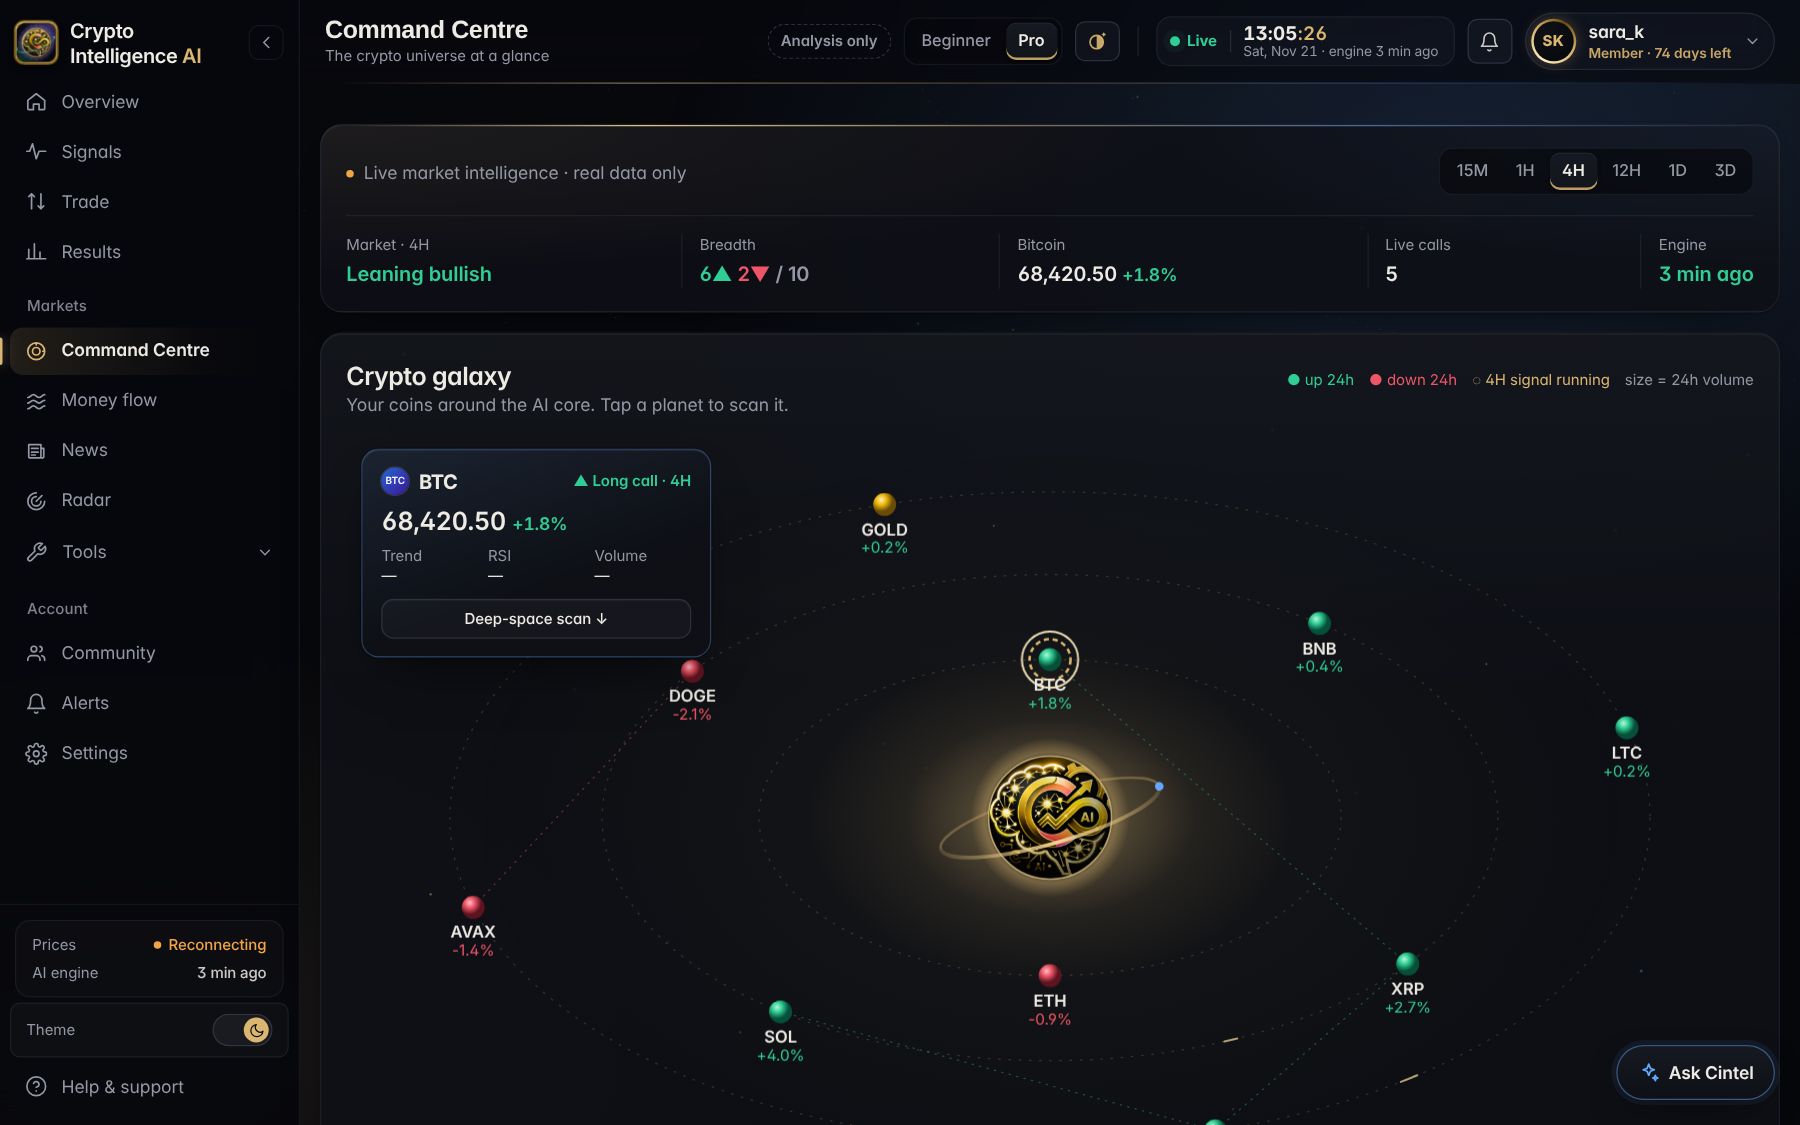 Crypto
Intelligence AI
Overview
Signals
Trade
Results
Markets
Command Centre
Money flow
News
Radar
Tools
Account
Community
Alerts
Settings
Prices
Reconnecting
AI engine
3 min ago
Theme
Help & support
Command Centre
The crypto universe at a glance
Analysis only
Beginner
Pro
Live
13:05:26
Sat, Nov 21 · engine 3 min ago
SK
sara_k
Member · 74 days left
Live market intelligence · real data only
15M 1H 4H 12H 1D 3D
Market · 4H
Leaning bullish
Breadth
6▲ 2▼ / 10
Bitcoin
68,420.50 +1.8%
Live calls
5
Engine
3 min ago
Crypto galaxy
Your coins around the AI core. Tap a planet to scan it.
up 24h
down 24h
4H signal running
size = 24h volume
BTC
BTC
▲ Long call · 4H
68,420.50 +1.8%
Trend
—
RSI
—
Volume
—
Deep-space scan ↓
GOLD
+0.2%
BNB
+0.4%
BTC
+1.8%
DOGE
-2.1%
LTC
+0.2%
AI
AVAX
-1.4%
ETH
-0.9%
XRP
+2.7%
SOL
+4.0%
Ask Cintel